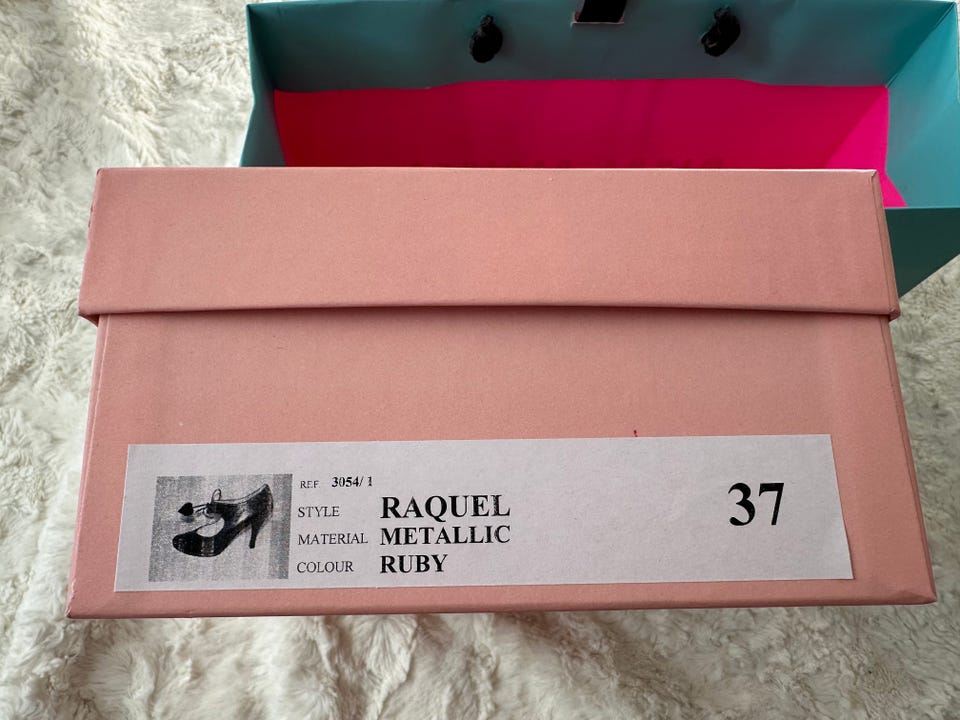 REF 3054/ 1
STYLE RAQUEL
MATERIAL METALLIC
COLOUR RUBY
37